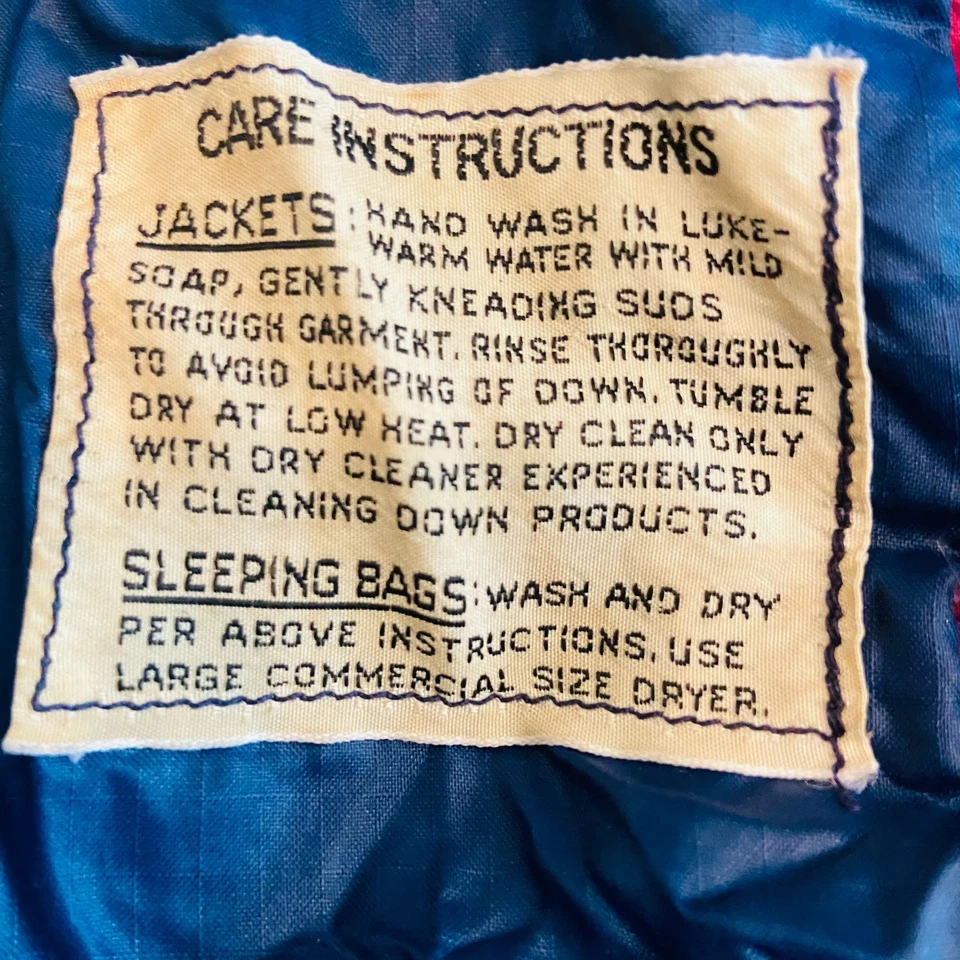 CARE INSTRUCTIONS
JACKETS: HAND WASH IN LUKE-
WARM WATER WITH MILD
SOAP, GENTLY KNEADING SUDS
THROUGH GARMENT. RINSE THOROUGHLY
TO AVOID LUMPING OF DOWN. TUMBLE
DRY AT LOW HEAT. DRY CLEAN ONLY
WITH DRY CLEANER EXPERIENCED
IN CLEANING DOWN PRODUCTS.
SLEEPING BAGS: WASH AND DRY
PER ABOVE INSTRUCTIONS. USE
LARGE COMMERCIAL SIZE DRYER.